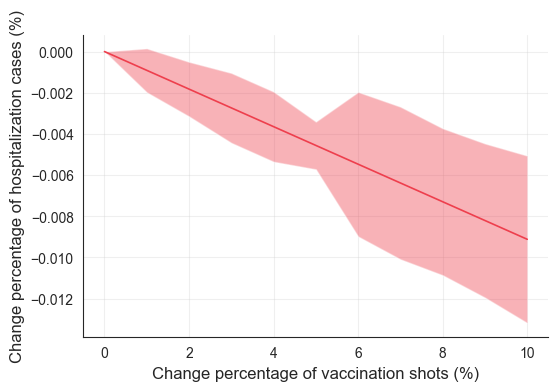 Change percentage of hospitalization cases (%)
0.000
−0.002
−0.004
−0.006
−0.008
−0.010
−0.012
0 2 4 6 8 10
Change percentage of vaccination shots (%)